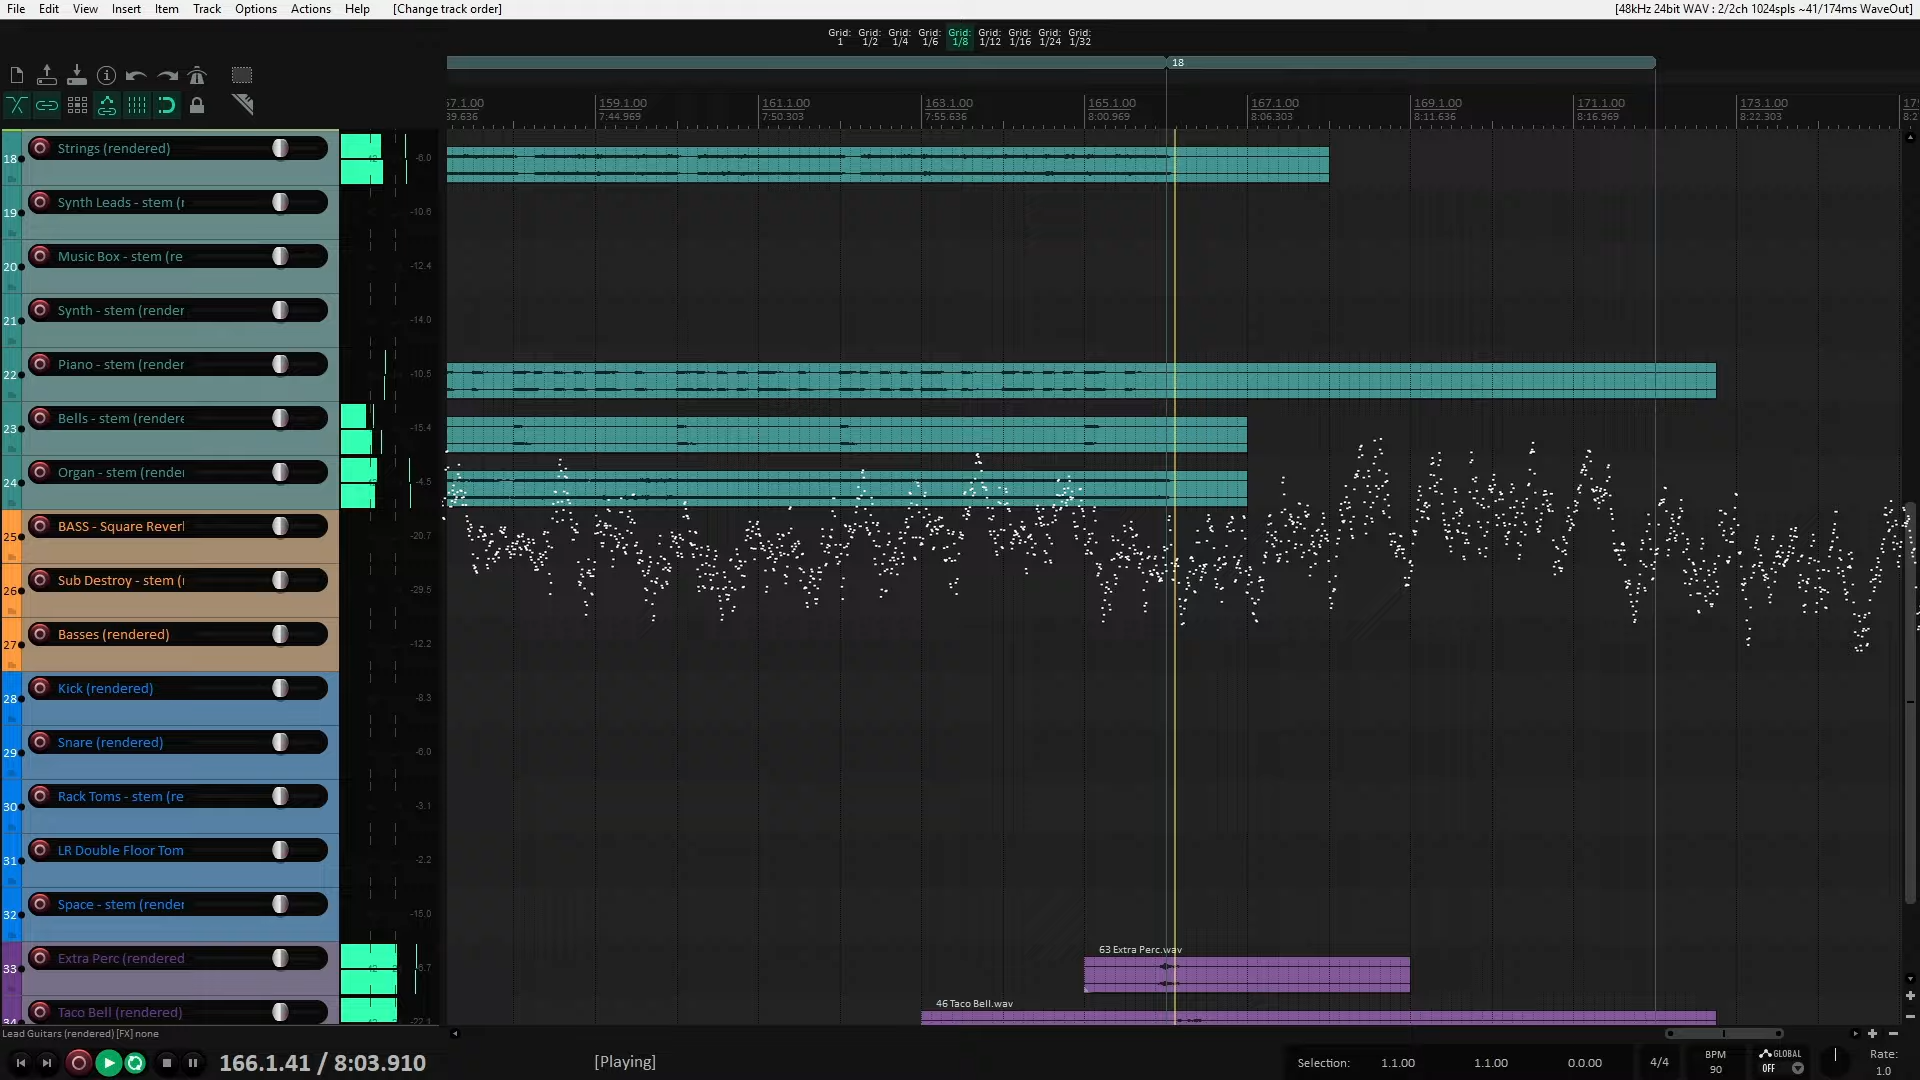 File Edit View Insert Item Track Options Actions Help [Change track order] [48kHz 24bit WAV : 2/2ch 1024spls ~41/174ms WaveOut]
Grid: Grid: Grid: Grid: Grid: Grid: Grid: Grid: Grid:
1 1/2 1/4 1/6 1/8 1/12 1/16 1/24 1/32
18
57.1.00 159.1.00 161.1.00 163.1.00 165.1.00 167.1.00 169.1.00 171.1.00 173.1.00
39.636 7:44.969 7:50.303 7:55.636 8:00.969 8:06.303 8:11.636 8:16.969 8:22.303
18 Strings (rendered) -8.0
19 Synth Leads - stem (r -10.6
20 Music Box - stem (re -12.4
21 Synth - stem (render -14.0
22 Piano - stem (render -10.5
23 Bells - stem (rendere -15.4
24 Organ - stem (render -4.5
25 BASS - Square Reverl -20.7
26 Sub Destroy - stem (r -29.5
27 Basses (rendered) -12.2
28 Kick (rendered) -8.3
29 Snare (rendered) -6.0
30 Rack Toms - stem (re -3.1
31 LR Double Floor Tom -2.2
32 Space - stem (render -15.0
63 Extra Perc.wav
33 Extra Perc (rendered
46 Taco Bell.wav
34 Taco Bell (rendered) -22.1
Lead Guitars (rendered) [FX] none
166.1.41 / 8:03.910 [Playing] Selection: 1.1.00 1.1.00 0.0.00 4/4
BPM GLOBAL Rate:
90 OFF 1.0